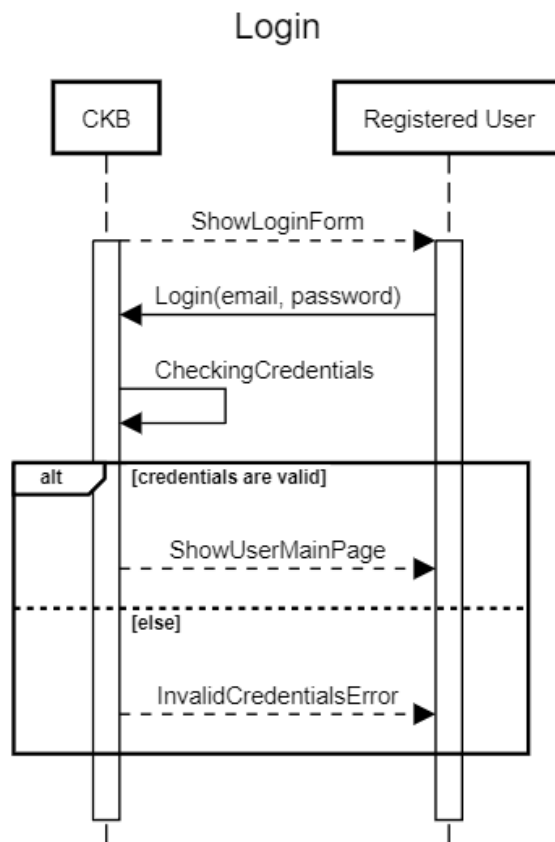 Login
CKB
Registered User
ShowLoginForm
Login(email, password)
CheckingCredentials
alt
[credentials are valid]
ShowUserMainPage
[else]
InvalidCredentialsError